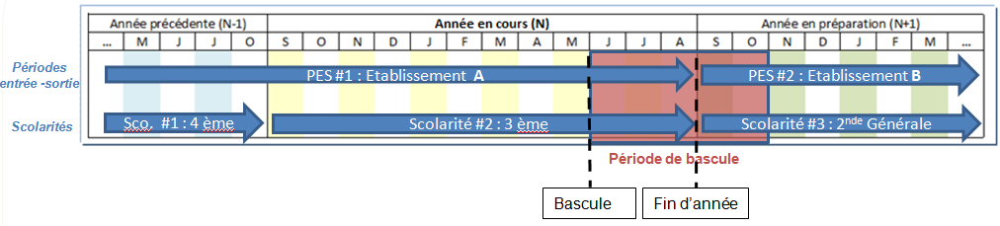 Année précédente (N-1) Année en cours (N) Année en préparation (N+1)
... M J J O S O N D J F M A M J J A S O N D J F M ...
Périodes
entrée -sortie
PES #1 : Etablissement A PES #2 : Etablissement B
Scolarités
Sco. #1 : 4 ème Scolarité #2 : 3 ème Scolarité #3 : 2nde Générale
Période de bascule
Bascule Fin d'année